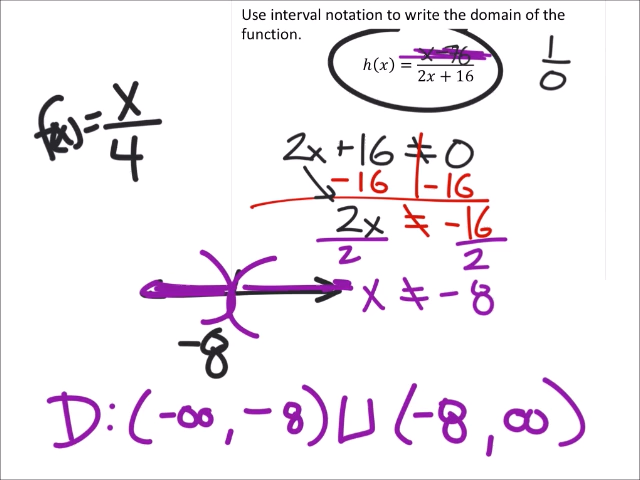 Use interval notation to write the domain of the
function.
h(x) = x - / 2x + 16
1/0
f(x) = x/4
2x + 16 ≠ 0
-16 | -16
2x ≠ -16
2 2
x ≠ -8
-8
D: (-∞, -8) ∪ (-8, ∞)